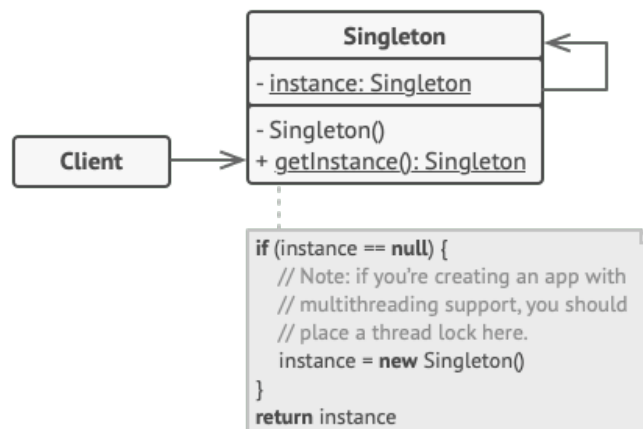 Singleton
- instance: Singleton
- Singleton()
+ getInstance(): Singleton
Client
if (instance == null) {
// Note: if you're creating an app with
// multithreading support, you should
// place a thread lock here.
instance = new Singleton()
}
return instance